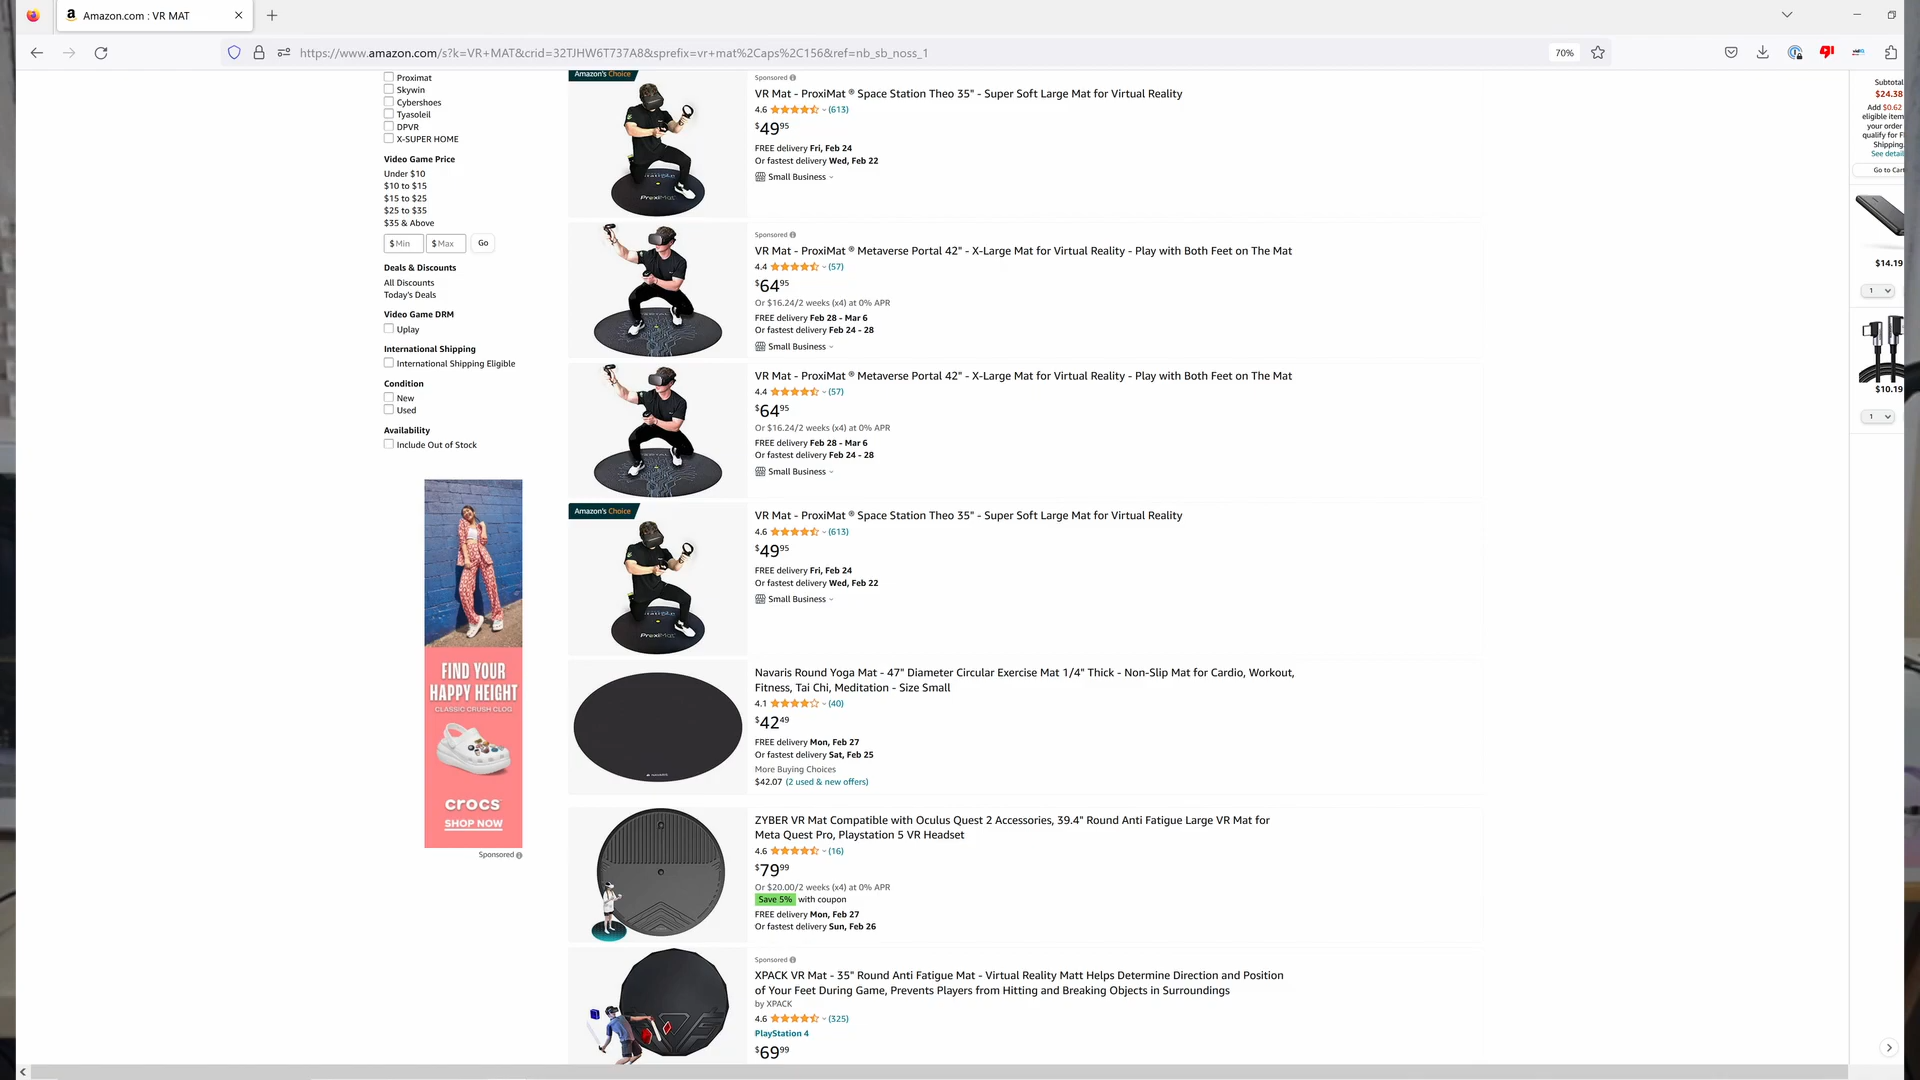 Amazon.com : VR MAT
https://www.amazon.com/s?k=VR+MAT&crid=32TJHW6T737A8&sprefix=vr+mat%2Caps%2C156&ref=nb_sb_noss_1
70%
Proximat
Skywin
Cybershoes
Tyasoleil
DPVR
X-SUPER HOME
Video Game Price
Under $10
$10 to $15
$15 to $25
$25 to $35
$35 & Above
$ Min
$ Max
Go
Deals & Discounts
All Discounts
Today's Deals
Video Game DRM
Uplay
International Shipping
International Shipping Eligible
Condition
New
Used
Availability
Include Out of Stock
FIND YOUR
HAPPY HEIGHT
CLASSIC CRUSH CLOG
crocs
SHOP NOW
Sponsored
Amazon's Choice
ProxiMat
Sponsored
VR Mat - ProxiMat ® Space Station Theo 35" - Super Soft Large Mat for Virtual Reality
4.6 (613)
$49.95
FREE delivery Fri, Feb 24
Or fastest delivery Wed, Feb 22
Small Business
Sponsored
VR Mat - ProxiMat ® Metaverse Portal 42" - X-Large Mat for Virtual Reality - Play with Both Feet on The Mat
4.4 (57)
$64.95
Or $16.24/2 weeks (x4) at 0% APR
FREE delivery Feb 28 - Mar 6
Or fastest delivery Feb 24 - 28
Small Business
VR Mat - ProxiMat ® Metaverse Portal 42" - X-Large Mat for Virtual Reality - Play with Both Feet on The Mat
4.4 (57)
$64.95
Or $16.24/2 weeks (x4) at 0% APR
FREE delivery Feb 28 - Mar 6
Or fastest delivery Feb 24 - 28
Small Business
Amazon's Choice
ProxiMat
VR Mat - ProxiMat ® Space Station Theo 35" - Super Soft Large Mat for Virtual Reality
4.6 (613)
$49.95
FREE delivery Fri, Feb 24
Or fastest delivery Wed, Feb 22
Small Business
Navaris Round Yoga Mat - 47" Diameter Circular Exercise Mat 1/4" Thick - Non-Slip Mat for Cardio, Workout,
Fitness, Tai Chi, Meditation - Size Small
4.1 (40)
$42.49
FREE delivery Mon, Feb 27
Or fastest delivery Sat, Feb 25
More Buying Choices
$42.07 (2 used & new offers)
ZYBER VR Mat Compatible with Oculus Quest 2 Accessories, 39.4" Round Anti Fatigue Large VR Mat for
Meta Quest Pro, Playstation 5 VR Headset
4.6 (16)
$79.99
Or $20.00/2 weeks (x4) at 0% APR
Save 5% with coupon
FREE delivery Mon, Feb 27
Or fastest delivery Sun, Feb 26
Sponsored
XPACK VR Mat - 35" Round Anti Fatigue Mat - Virtual Reality Matt Helps Determine Direction and Position
of Your Feet During Game, Prevents Players from Hitting and Breaking Objects in Surroundings
by XPACK
4.6 (325)
PlayStation 4
$69.99
Subtotal
$24.38
Add $0.62
eligible item
your order
qualify for
Shipping.
See detail
Go to Cart
$14.19
1
$10.19
1